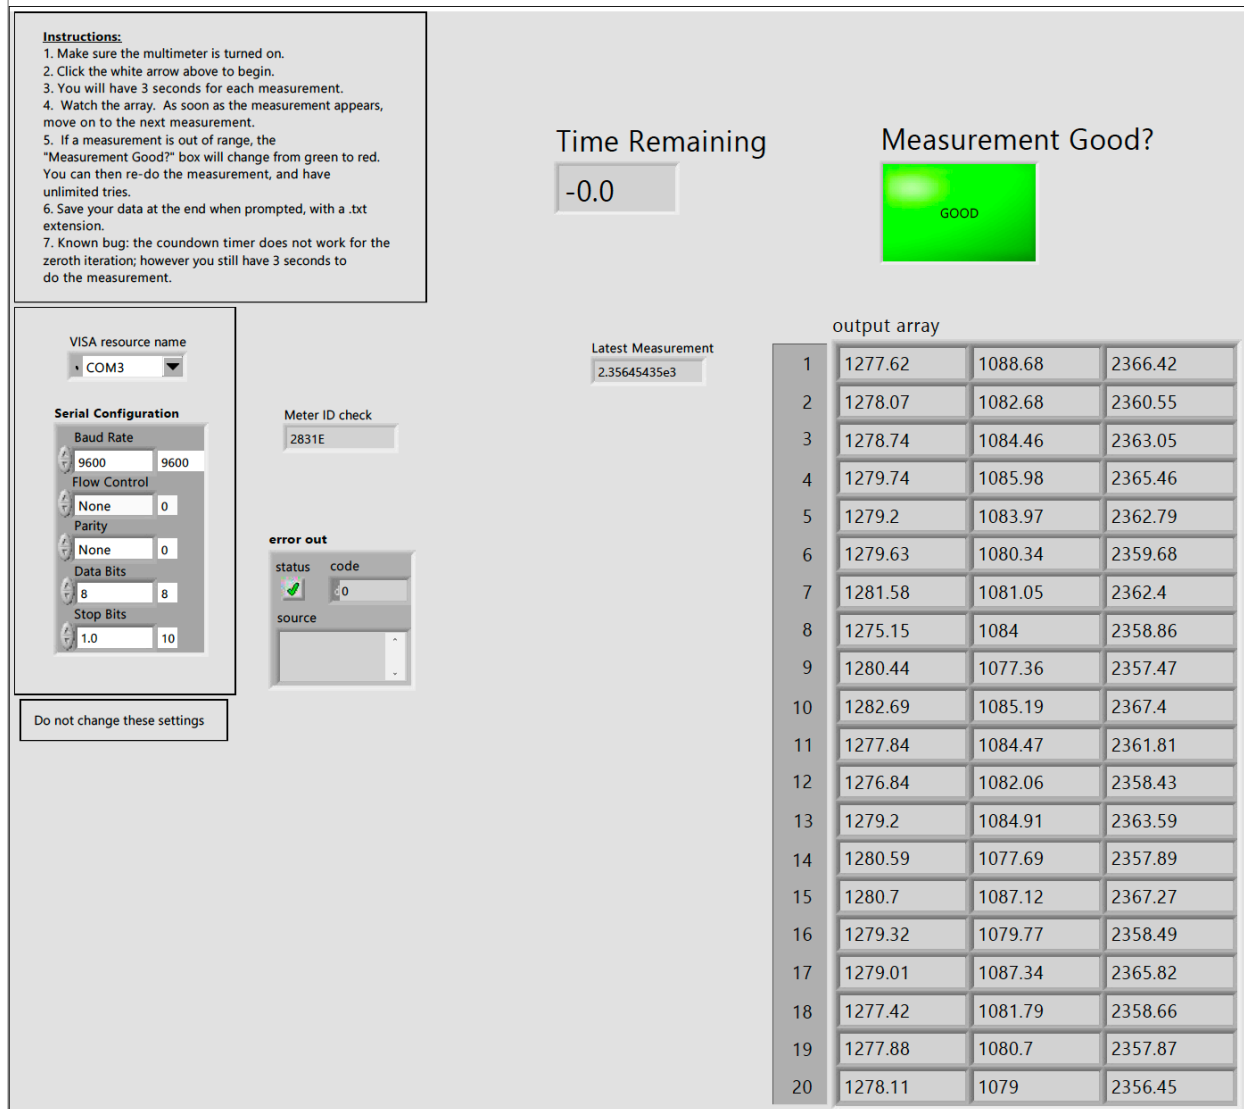 Instructions:
1. Make sure the multimeter is turned on.
2. Click the white arrow above to begin.
3. You will have 3 seconds for each measurement.
4.  Watch the array.  As soon as the measurement appears,
move on to the next measurement.
5.  If a measurement is out of range, the
"Measurement Good?" box will change from green to red.
You can then re-do the measurement, and have
unlimited tries.
6. Save your data at the end when prompted, with a .txt
extension.
7. Known bug: the coundown timer does not work for the
zeroth iteration; however you still have 3 seconds to
do the measurement.
Time Remaining
-0.0
Measurement Good?
GOOD
VISA resource name
COM3
Serial Configuration
Baud Rate
9600 9600
Flow Control
None 0
Parity
None 0
Data Bits
8 8
Stop Bits
1.0 10
Do not change these settings
Meter ID check
2831E
error out
status code
0
source
Latest Measurement
2.35645435e3
output array
1 1277.62 1088.68 2366.42
2 1278.07 1082.68 2360.55
3 1278.74 1084.46 2363.05
4 1279.74 1085.98 2365.46
5 1279.2 1083.97 2362.79
6 1279.63 1080.34 2359.68
7 1281.58 1081.05 2362.4
8 1275.15 1084 2358.86
9 1280.44 1077.36 2357.47
10 1282.69 1085.19 2367.4
11 1277.84 1084.47 2361.81
12 1276.84 1082.06 2358.43
13 1279.2 1084.91 2363.59
14 1280.59 1077.69 2357.89
15 1280.7 1087.12 2367.27
16 1279.32 1079.77 2358.49
17 1279.01 1087.34 2365.82
18 1277.42 1081.79 2358.66
19 1277.88 1080.7 2357.87
20 1278.11 1079 2356.45